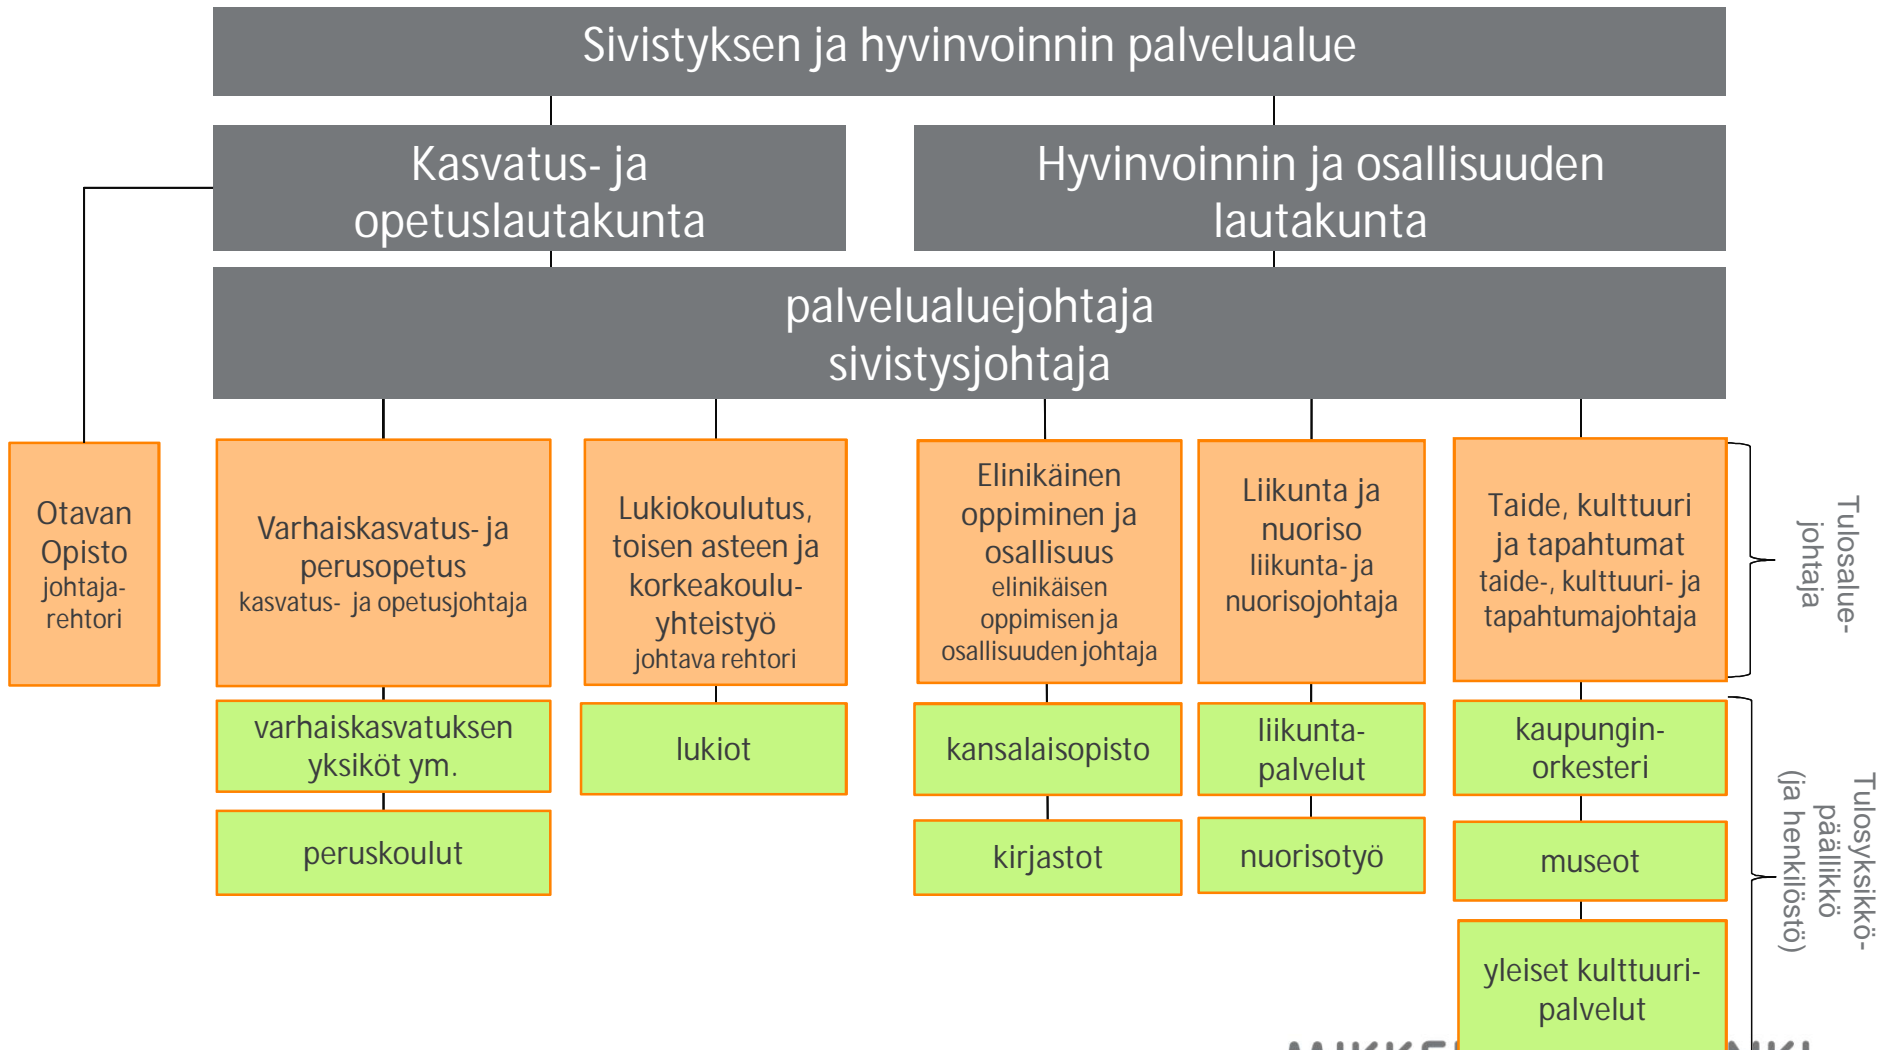 Sivistyksen ja hyvinvoinnin palvelualue
Kasvatus- ja
opetuslautakunta
Hyvinvoinnin ja osallisuuden
lautakunta
palvelualuejohtaja
sivistysjohtaja
Otavan
Opisto
johtaja-
rehtori
Varhaiskasvatus- ja
perusopetus
kasvatus- ja opetusjohtaja
Lukiokoulutus,
toisen asteen ja
korkeakoulu-
yhteistyö
johtava rehtori
Elinikäinen
oppiminen ja
osallisuus
elinikäisen
oppimisen ja
osallisuuden johtaja
Liikunta ja
nuoriso
liikunta- ja
nuorisojohtaja
Taide, kulttuuri
ja tapahtumat
taide-, kulttuuri- ja
tapahtumajohtaja
Tulosalue-
johtaja
varhaiskasvatuksen
yksiköt ym.
lukiot
kansalaisopisto
liikunta-
palvelut
kaupungin-
orkesteri
peruskoulut
kirjastot
nuorisotyö
museot
yleiset kulttuuri-
palvelut
Tulosyksikkö-
päällikkö
(ja henkilöstö)